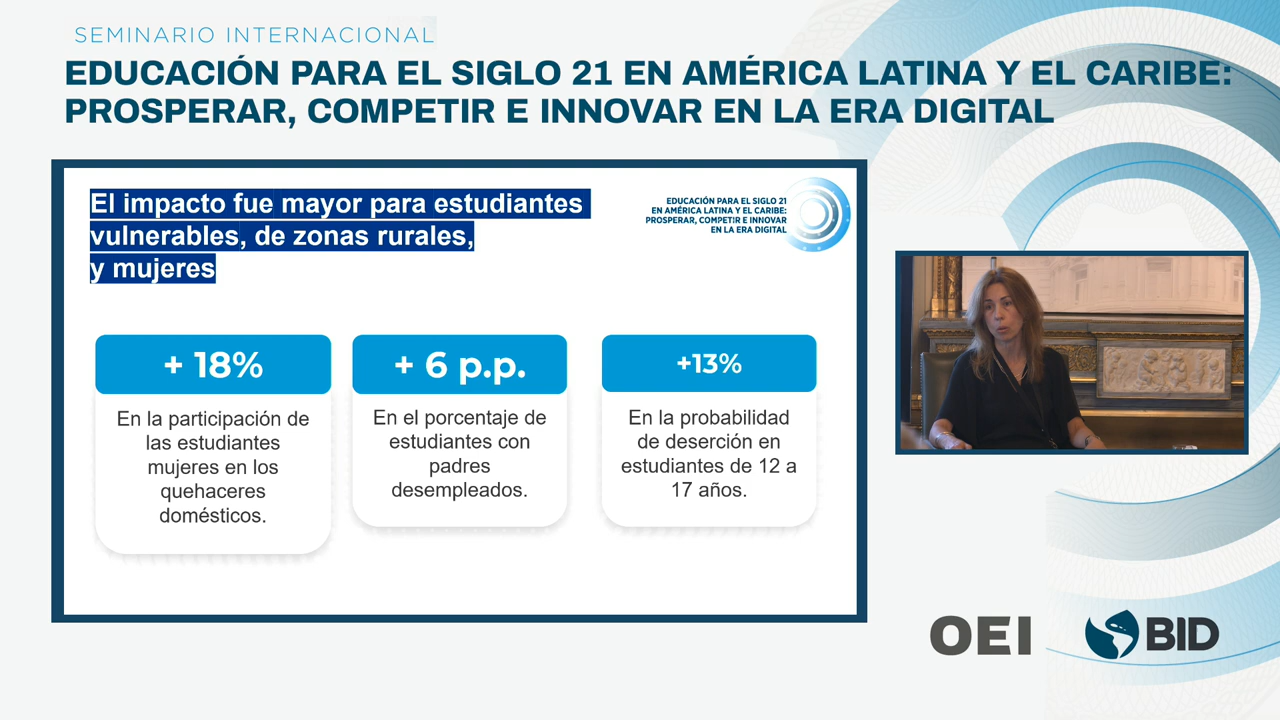 SEMINARIO INTERNACIONAL
EDUCACIÓN PARA EL SIGLO 21 EN AMÉRICA LATINA Y EL CARIBE:
PROSPERAR, COMPETIR E INNOVAR EN LA ERA DIGITAL
El impacto fue mayor para estudiantes
vulnerables, de zonas rurales,
y mujeres
EDUCACIÓN PARA EL SIGLO 21
EN AMÉRICA LATINA Y EL CARIBE:
PROSPERAR, COMPETIR E INNOVAR
EN LA ERA DIGITAL
+ 18%
En la participación de
las estudiantes
mujeres en los
quehaceres
domésticos.
+ 6 p.p.
En el porcentaje de
estudiantes con
padres
desempleados.
+13%
En la probabilidad
de deserción en
estudiantes de 12 a
17 años.
OEI
BID